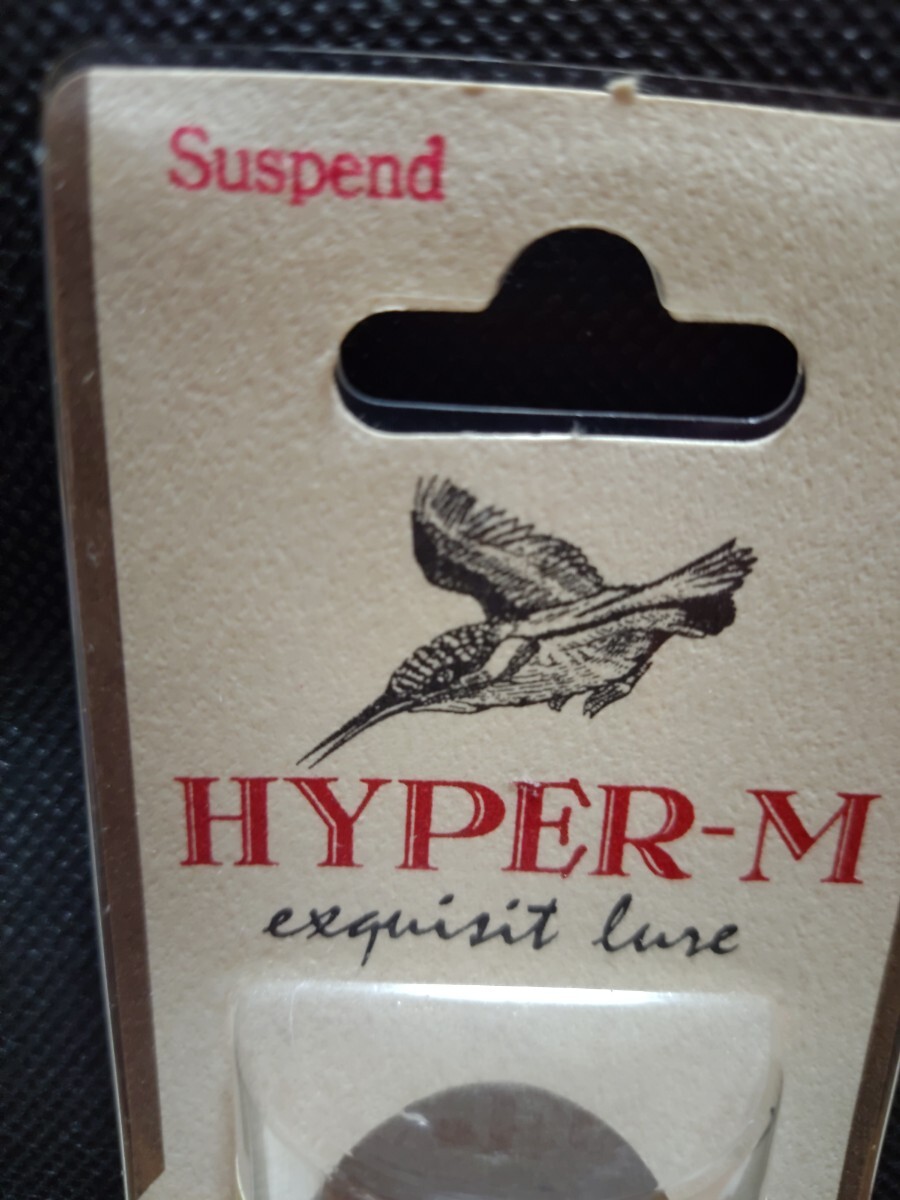 Suspend
HYPER-M
exquisit lure